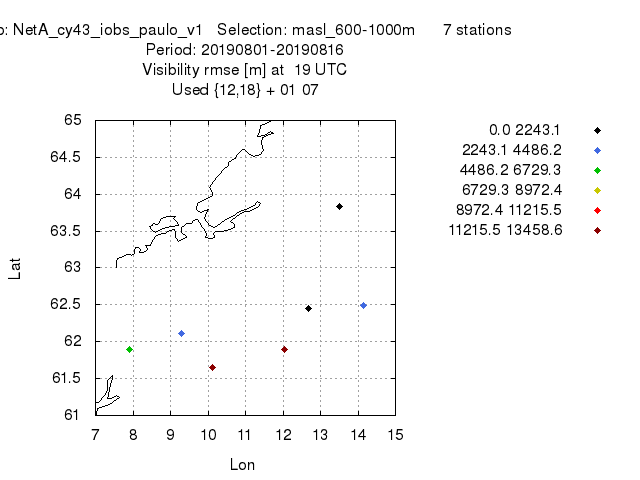 : NetA_cy43_iobs_paulo_v1 Selection: masl_600-1000m 7 stations
Period: 20190801-20190816
Visibility rmse [m] at 19 UTC
Used {12,18} + 01 07
0.0 2243.1
2243.1 4486.2
4486.2 6729.3
6729.3 8972.4
8972.4 11215.5
11215.5 13458.6
65
64.5
64
63.5
63
62.5
62
61.5
61
Lat
7 8 9 10 11 12 13 14 15
Lon